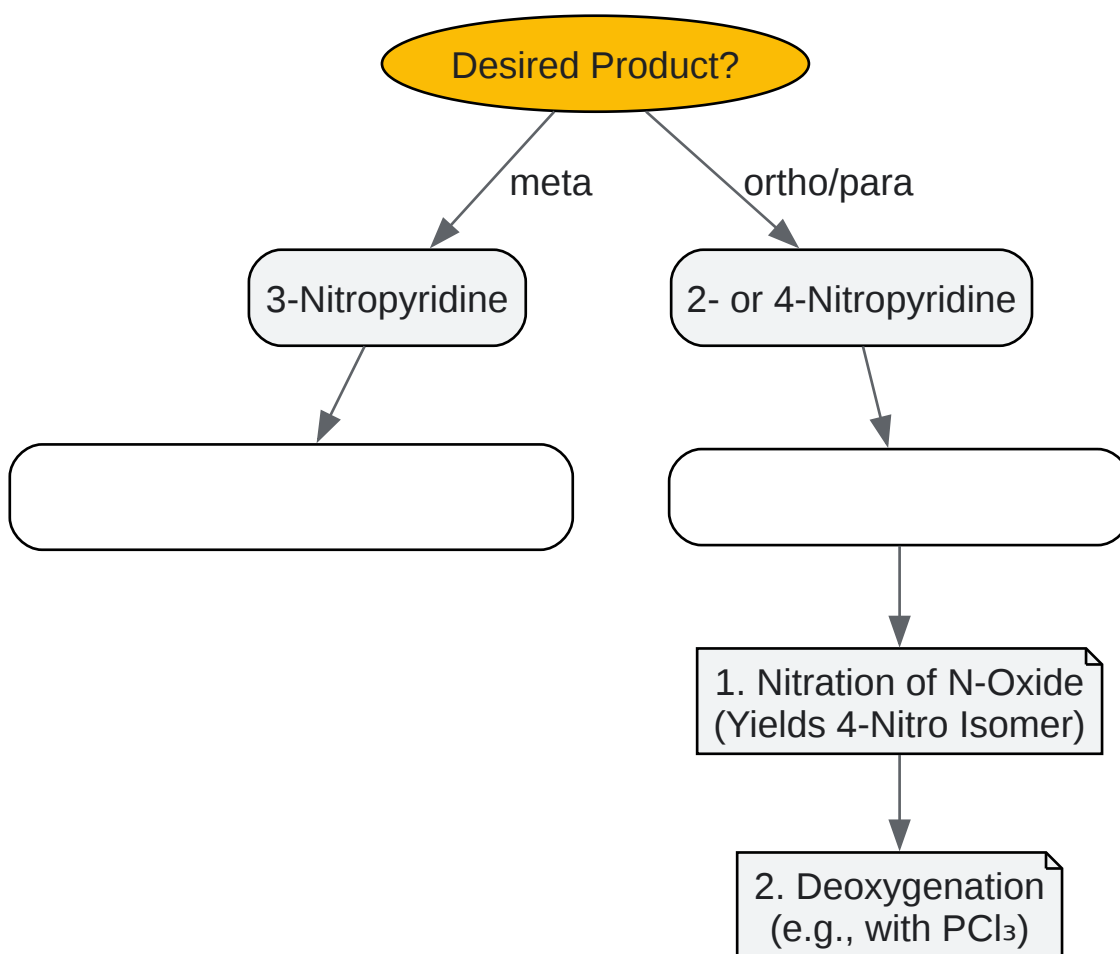 Desired Product?
meta
ortho/para
3-Nitropyridine
2- or 4-Nitropyridine
1. Nitration of N-Oxide
(Yields 4-Nitro Isomer)
2. Deoxygenation
(e.g., with PCl₃)